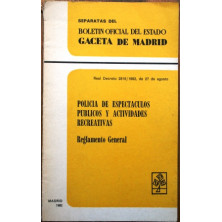 SEPARATAS DEL
BOLETIN OFICIAL DEL ESTADO
GACETA DE MADRID
Real Decreto 2816/1982, de 27 de agosto
POLICIA DE ESPECTACULOS
PUBLICOS Y ACTIVIDADES
RECREATIVAS
Reglamento General
MADRID